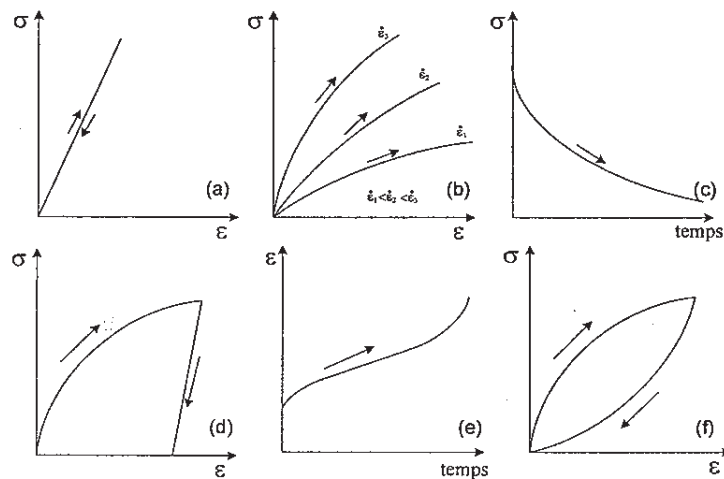 σ
(a)
ε
σ
ε̇₃
ε̇₂
ε̇₁
ε̇₁<ε̇₂<ε̇₃
(b)
ε
σ
(c)
temps
σ
(d)
ε
ε
(e)
temps
σ
(f)
ε